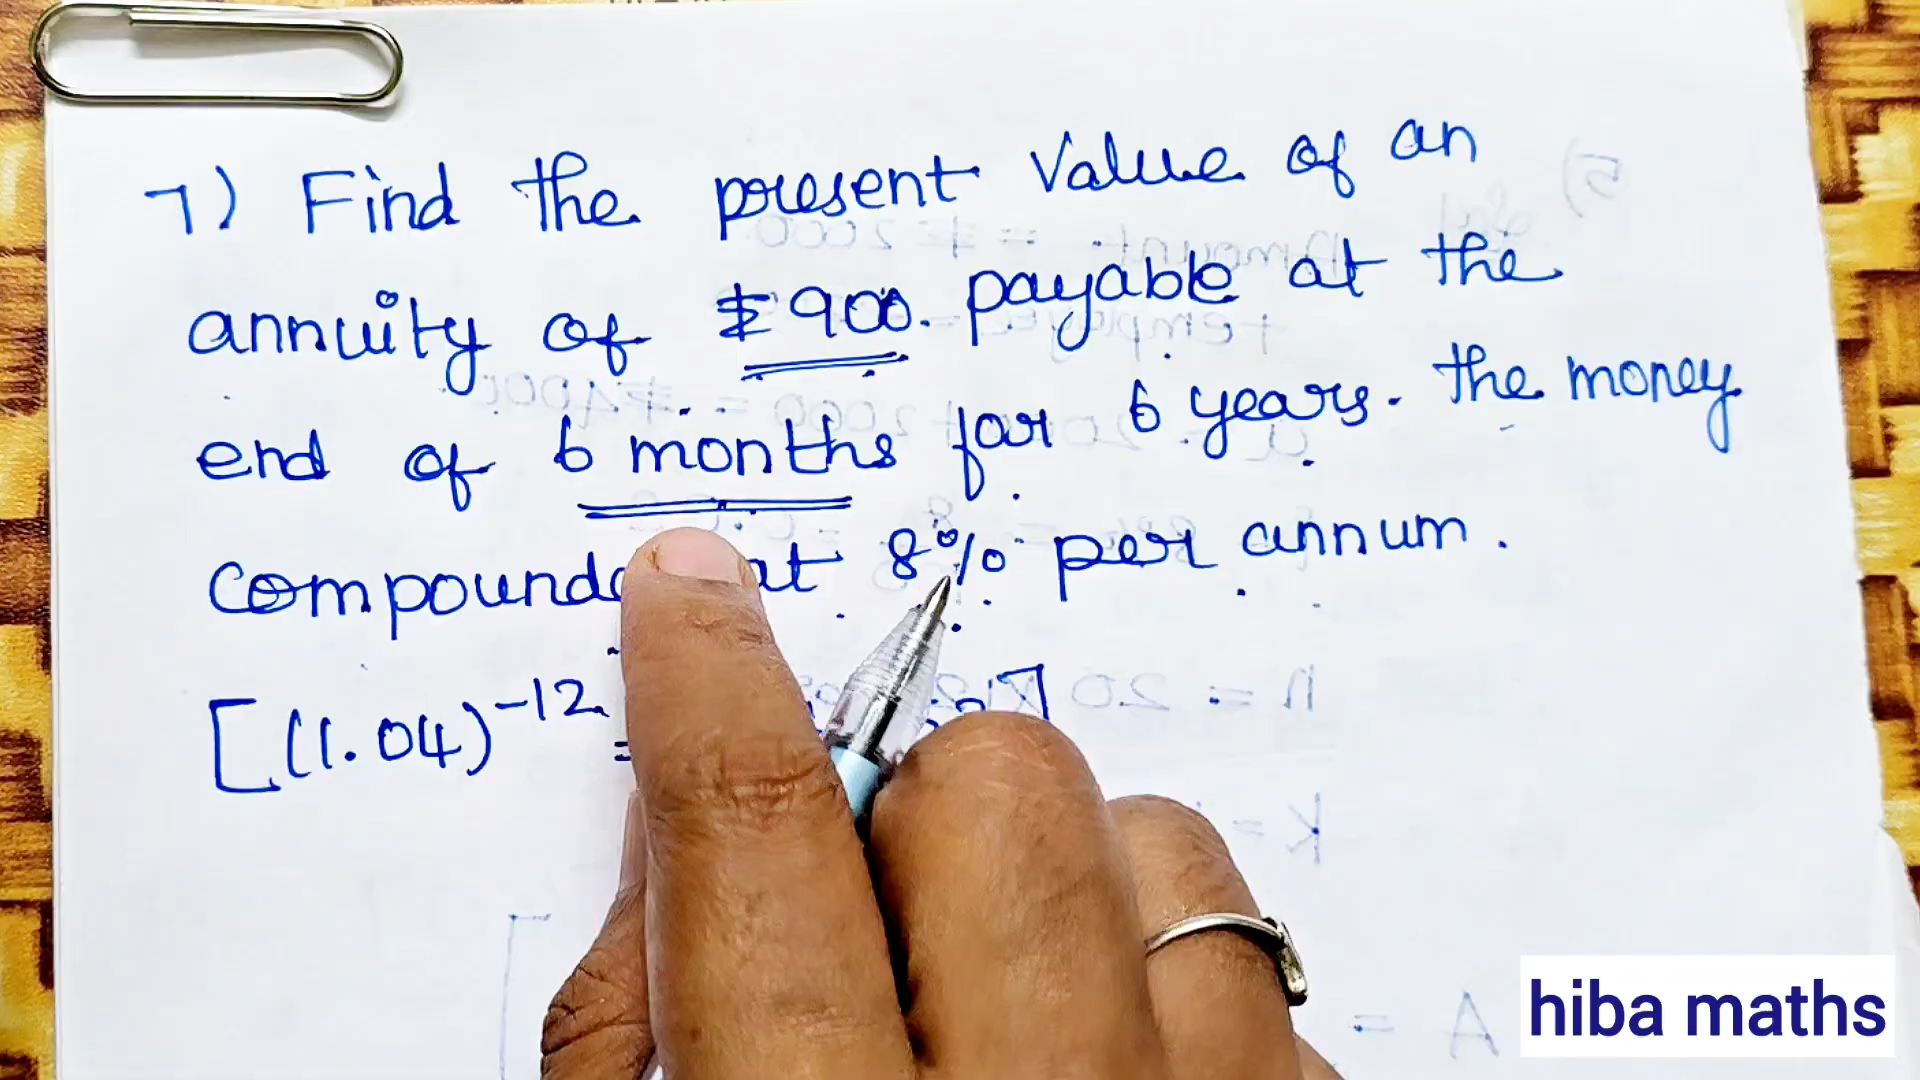 7) Find the present value of an
annuity of ₹900. payable at the
end of 6 months for 6 years. the money
at 8% per annum.
[(1.04)⁻¹² = ]
hiba maths